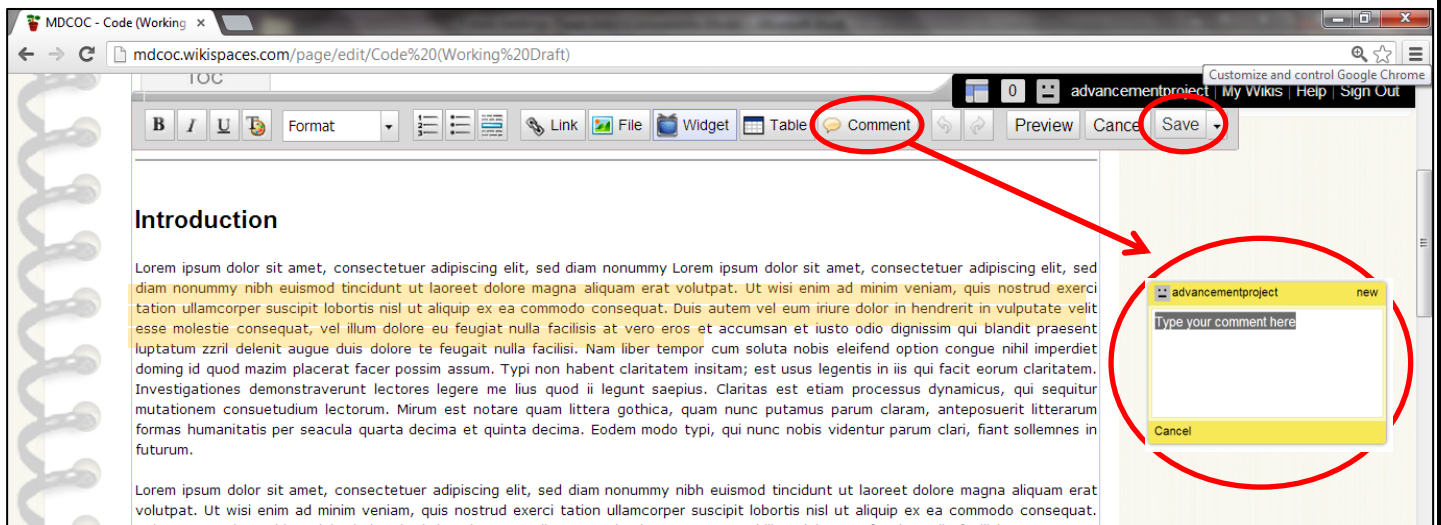 MDCOC - Code (Working
mdcoc.wikispaces.com/page/edit/Code%20(Working%20Draft)
Customize and control Google Chrome
TOC
0 advancementproject My Wikis Help Sign Out
B I U Format Link File Widget Table Comment Preview Cancel Save
Introduction
Lorem ipsum dolor sit amet, consectetuer adipiscing elit, sed diam nonummy Lorem ipsum dolor sit amet, consectetuer adipiscing elit, sed
diam nonummy nibh euismod tincidunt ut laoreet dolore magna aliquam erat volutpat. Ut wisi enim ad minim veniam, quis nostrud exerci
tation ullamcorper suscipit lobortis nisl ut aliquip ex ea commodo consequat. Duis autem vel eum iriure dolor in hendrerit in vulputate velit
esse molestie consequat, vel illum dolore eu feugiat nulla facilisis at vero eros et accumsan et iusto odio dignissim qui blandit praesent
luptatum zzril delenit augue duis dolore te feugait nulla facilisi. Nam liber tempor cum soluta nobis eleifend option congue nihil imperdiet
doming id quod mazim placerat facer possim assum. Typi non habent claritatem insitam; est usus legentis in iis qui facit eorum claritatem.
Investigationes demonstraverunt lectores legere me lius quod ii legunt saepius. Claritas est etiam processus dynamicus, qui sequitur
mutationem consuetudium lectorum. Mirum est notare quam littera gothica, quam nunc putamus parum claram, anteposuerit litterarum
formas humanitatis per seacula quarta decima et quinta decima. Eodem modo typi, qui nunc nobis videntur parum clari, fiant sollemnes in
futurum.
Lorem ipsum dolor sit amet, consectetuer adipiscing elit, sed diam nonummy nibh euismod tincidunt ut laoreet dolore magna aliquam erat
volutpat. Ut wisi enim ad minim veniam, quis nostrud exerci tation ullamcorper suscipit lobortis nisl ut aliquip ex ea commodo consequat.
advancementproject new
Type your comment here
Cancel